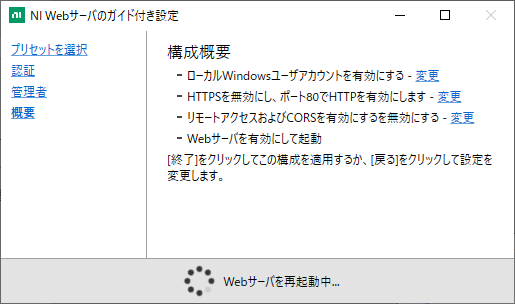 NI Webサーバのガイド付き設定
プリセットを選択
認証
管理者
概要
構成概要
- ローカルWindowsユーザアカウントを有効にする - 変更
- HTTPSを無効にし、ポート80でHTTPを有効にします - 変更
- リモートアクセスおよびCORSを有効にするを無効にする - 変更
- Webサーバを有効にして起動
[終了]をクリックしてこの構成を適用するか、[戻る]をクリックして設定を
変更します。
Webサーバを再起動中...